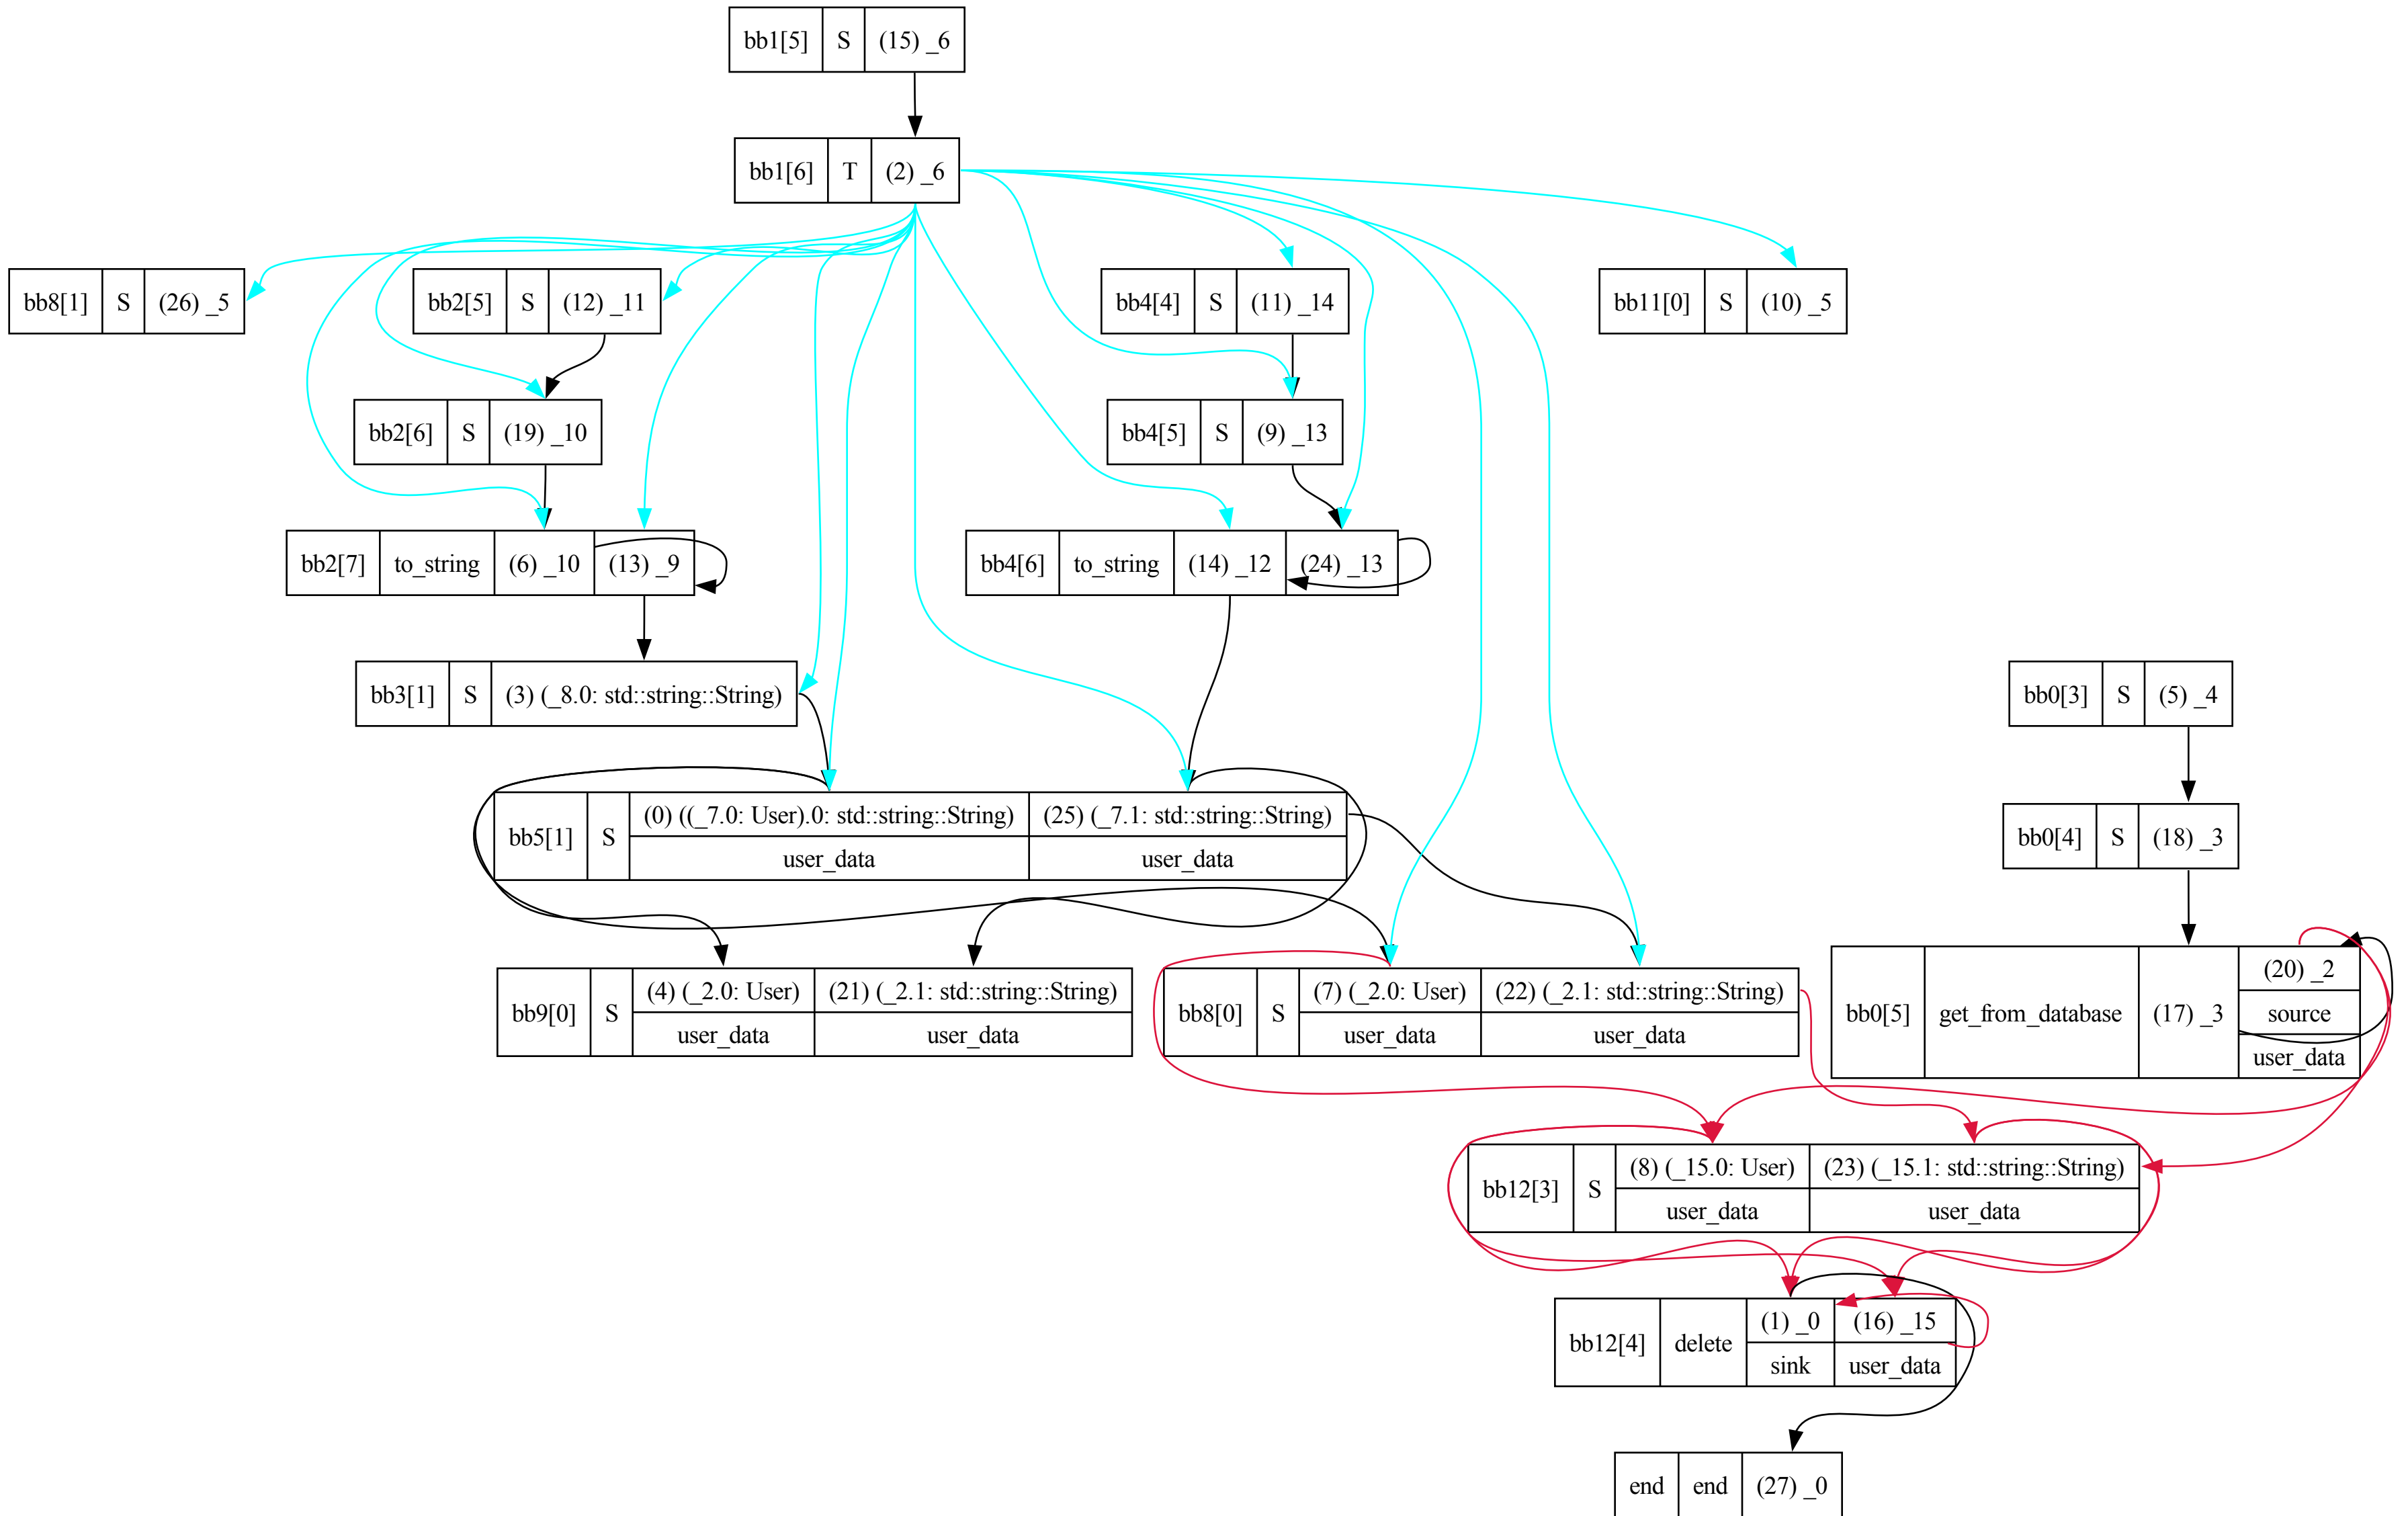 bb1[5] S (15) _6
bb1[6] T (2) _6
bb8[1] S (26) _5
bb2[5] S (12) _11
bb4[4] S (11) _14
bb11[0] S (10) _5
bb2[6] S (19) _10
bb4[5] S (9) _13
bb2[7] to_string (6) _10 (13) _9
bb4[6] to_string (14) _12 (24) _13
bb3[1] S (3) (_8.0: std::string::String)
bb0[3] S (5) _4
bb5[1] S (0) ((_7.0: User).0: std::string::String) (25) (_7.1: std::string::String)
user_data user_data
bb0[4] S (18) _3
bb9[0] S (4) (_2.0: User) (21) (_2.1: std::string::String)
user_data user_data
bb8[0] S (7) (_2.0: User) (22) (_2.1: std::string::String)
user_data user_data
bb0[5] get_from_database (17) _3 (20) _2
source
user_data
bb12[3] S (8) (_15.0: User) (23) (_15.1: std::string::String)
user_data user_data
bb12[4] delete (1) _0 (16) _15
sink user_data
end end (27) _0